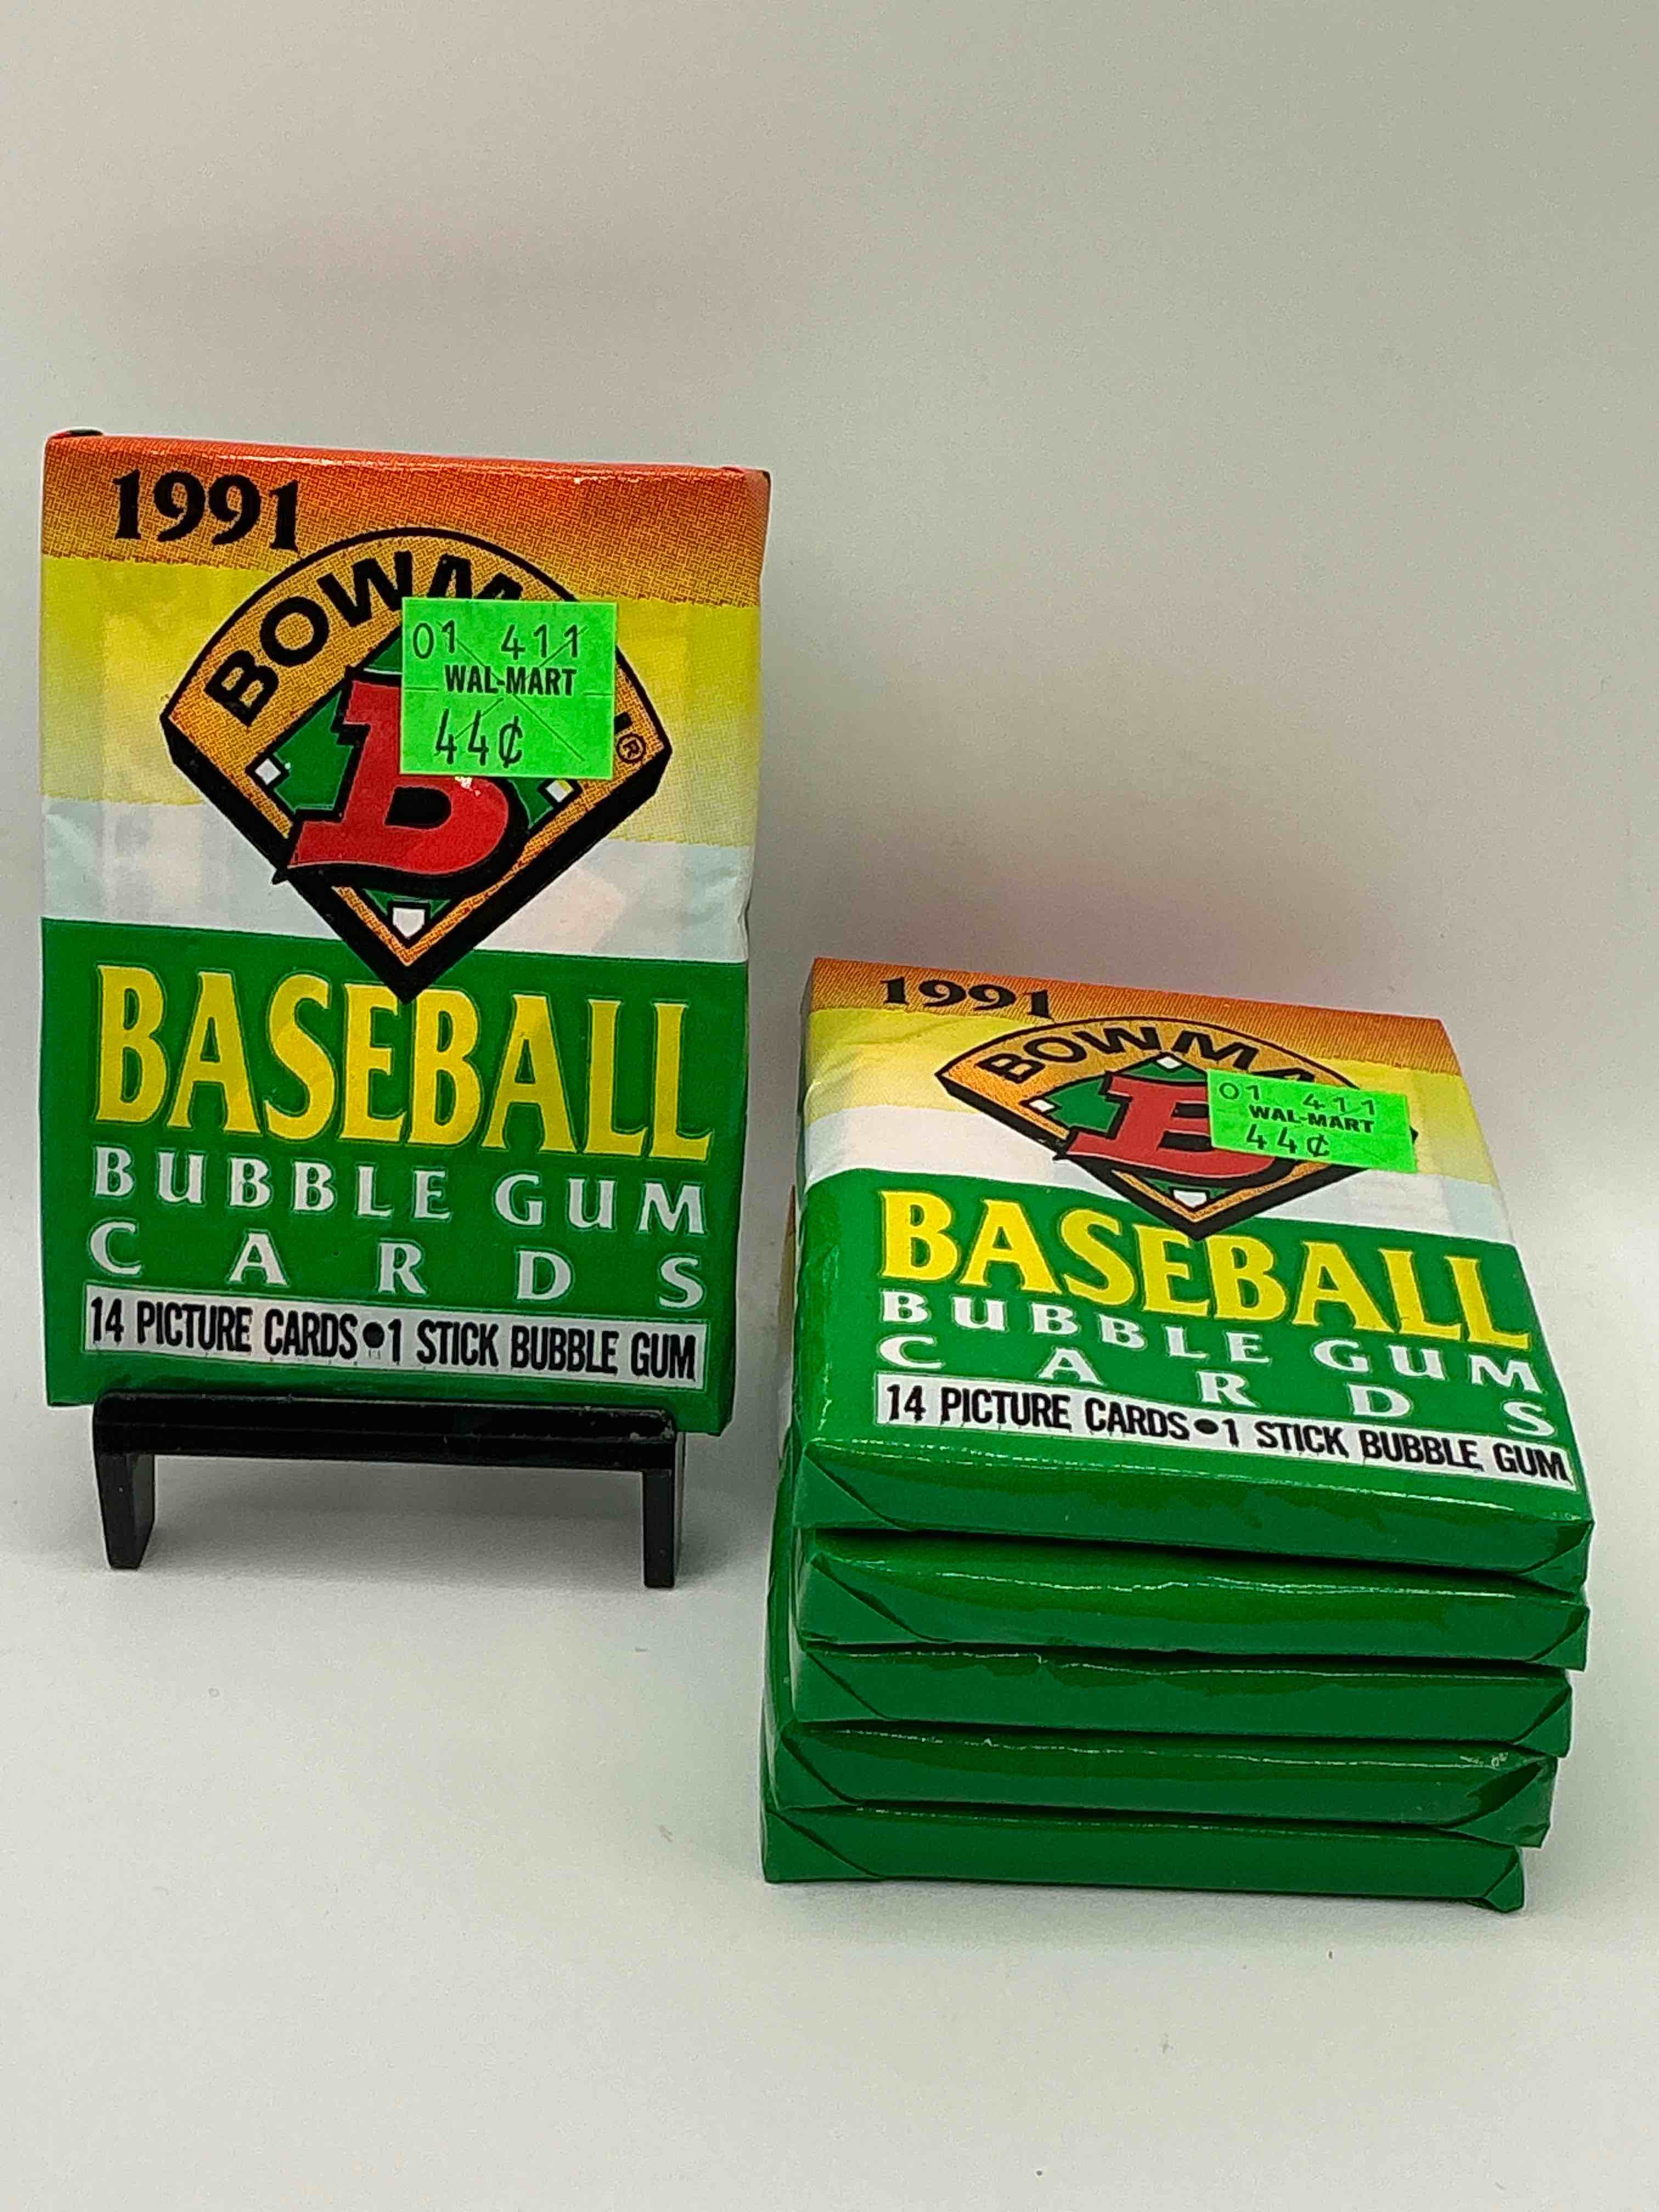 1991
BOWMA
®
01 411
WAL-MART
44¢
B
BASEBALL
BUBBLE GUM
CARDS
14 PICTURE CARDS•1 STICK BUBBLE GUM
1991
BOWMA
01 411
WAL-MART
44¢
B
BASEBALL
BUBBLE GUM
CARDS
14 PICTURE CARDS•1 STICK BUBBLE GUM